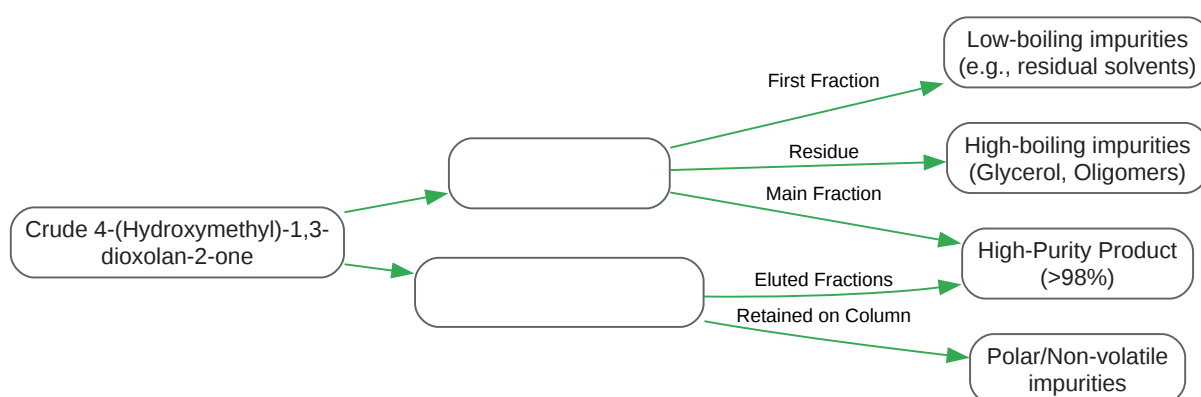 Low-boiling impurities
(e.g., residual solvents)
First Fraction
High-boiling impurities
(Glycerol, Oligomers)
Residue
Main Fraction
Crude 4-(Hydroxymethyl)-1,3-
dioxolan-2-one
High-Purity Product
(>98%)
Eluted Fractions
Retained on Column
Polar/Non-volatile
impurities